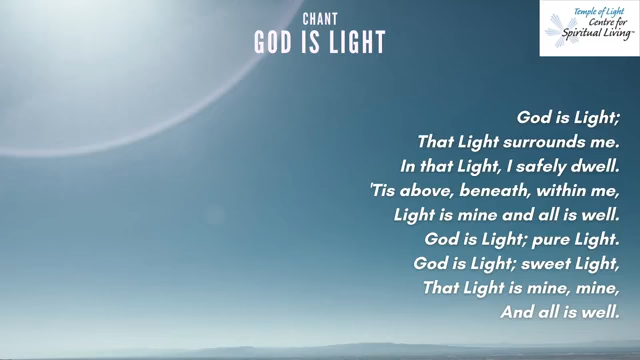 CHANT
GOD IS LIGHT
Temple of Light
Centre for
Spiritual Living™
God is Light;
That Light surrounds me.
In that Light, I safely dwell.
'Tis above, beneath, within me,
Light is mine and all is well.
God is Light; pure Light.
God is Light; sweet Light,
That Light is mine, mine,
And all is well.